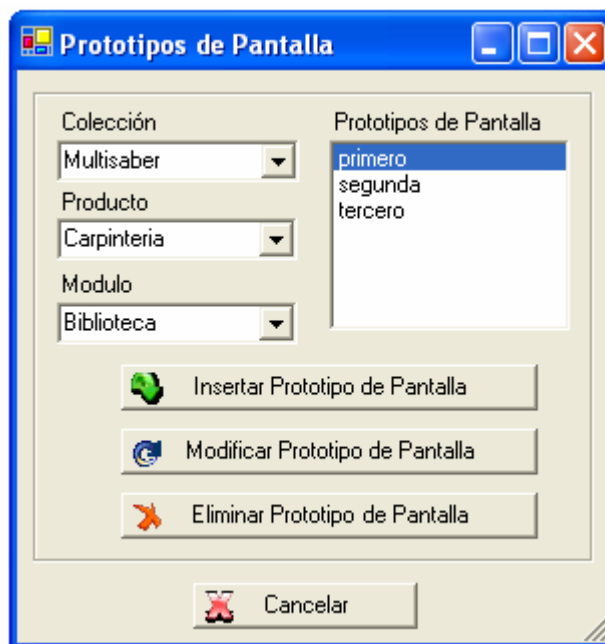 Prototipos de Pantalla
Colección
Multisaber
Producto
Carpinteria
Modulo
Biblioteca
Prototipos de Pantalla
primero
segunda
tercero
Insertar Prototipo de Pantalla
Modificar Prototipo de Pantalla
Eliminar Prototipo de Pantalla
Cancelar